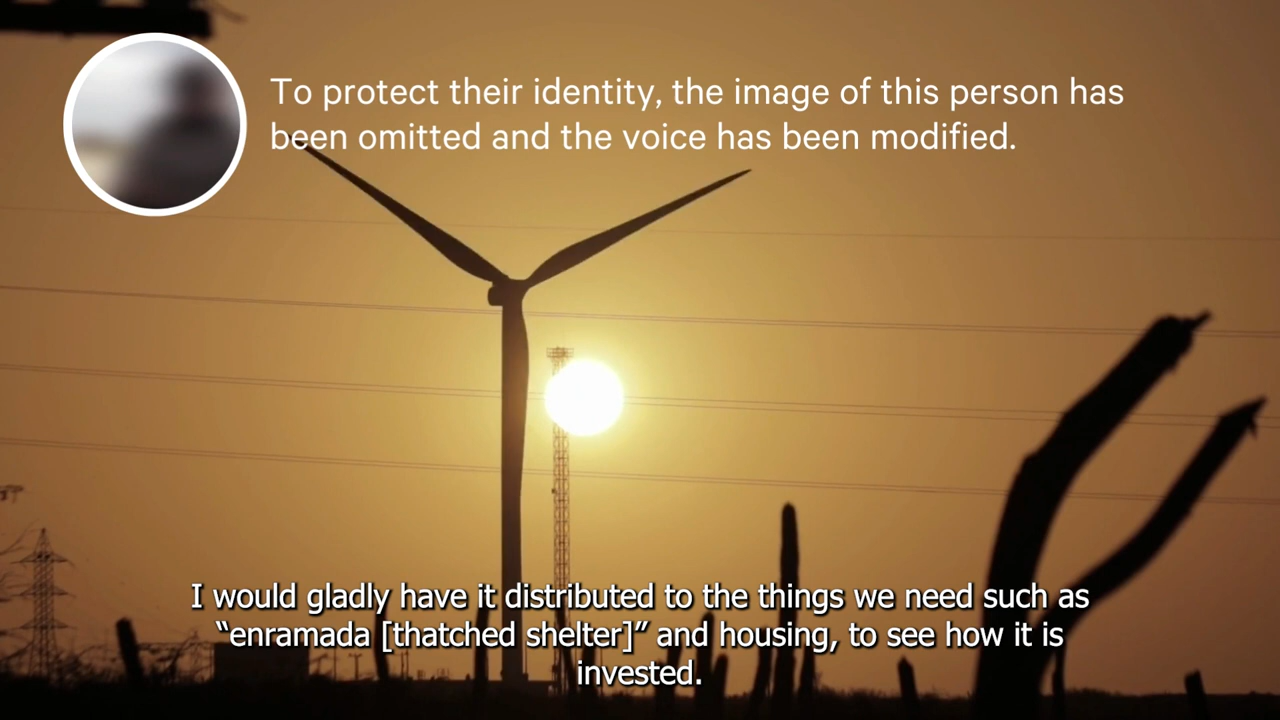 To protect their identity, the image of this person has
been omitted and the voice has been modified.
I would gladly have it distributed to the things we need such as
“enramada [thatched shelter]” and housing, to see how it is
invested.